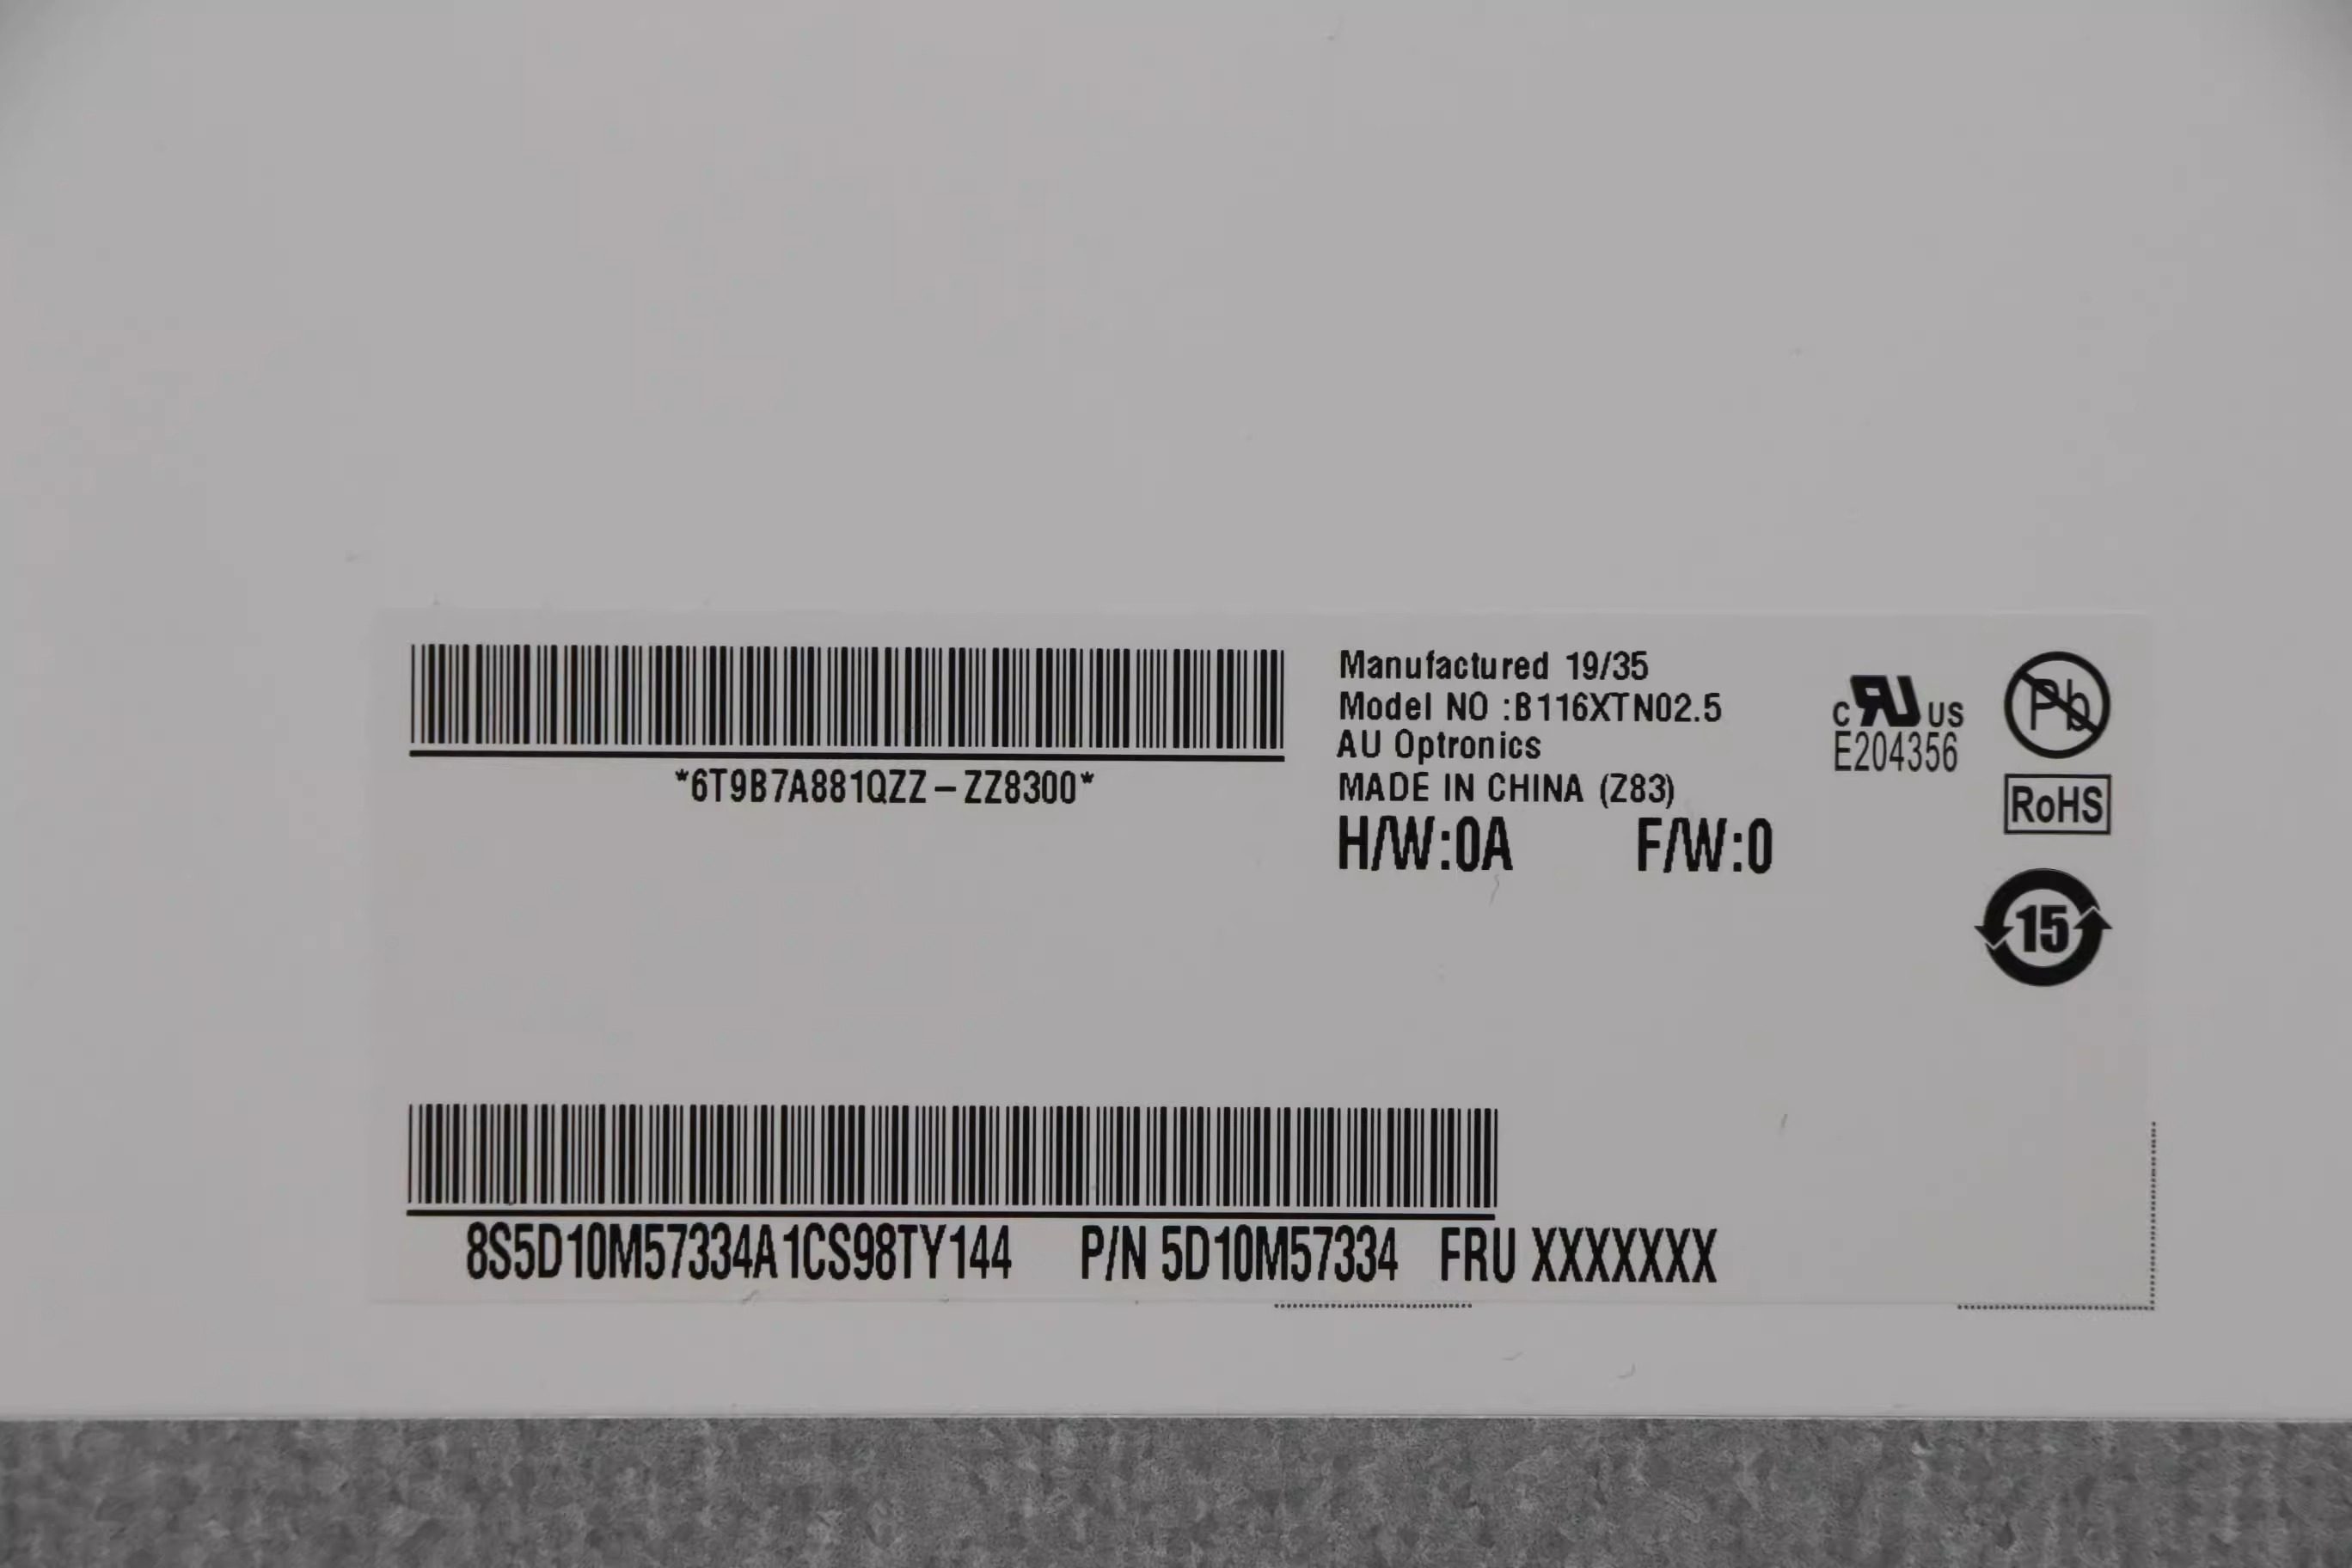 *6T9B7A881QZZ-ZZ8300*
Manufactured 19/35
Model NO :B116XTN02.5
AU Optronics
MADE IN CHINA (Z83)
H/W:0A F/W:0
c RU US
E204356
Pb
RoHS
15
8S5D10M57334A1CS98TY144 P/N 5D10M57334 FRU XXXXXXX